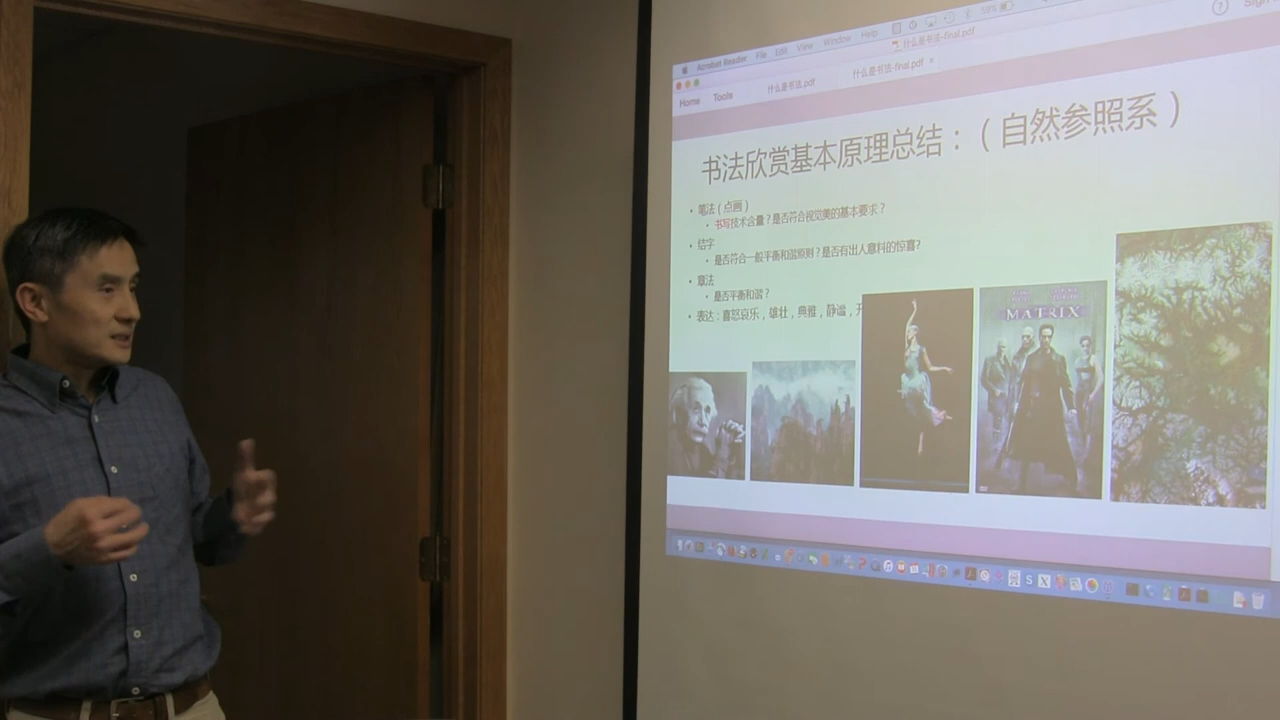 Acrobat Reader File Edit View Window Help
什么是书法-final.pdf
Home Tools 什么是书法.pdf 什么是书法-final.pdf ×
书法欣赏基本原理总结：（自然参照系）
• 笔法（点画）
• 书写技术含量？是否符合视觉美的基本要求？
• 结字
• 是否符合一般平衡和谐原则？是否有出人意料的惊喜?
• 章法
• 是否平衡和谐？
• 表达：喜怒哀乐，雄壮，典雅，静谧，
MATRIX